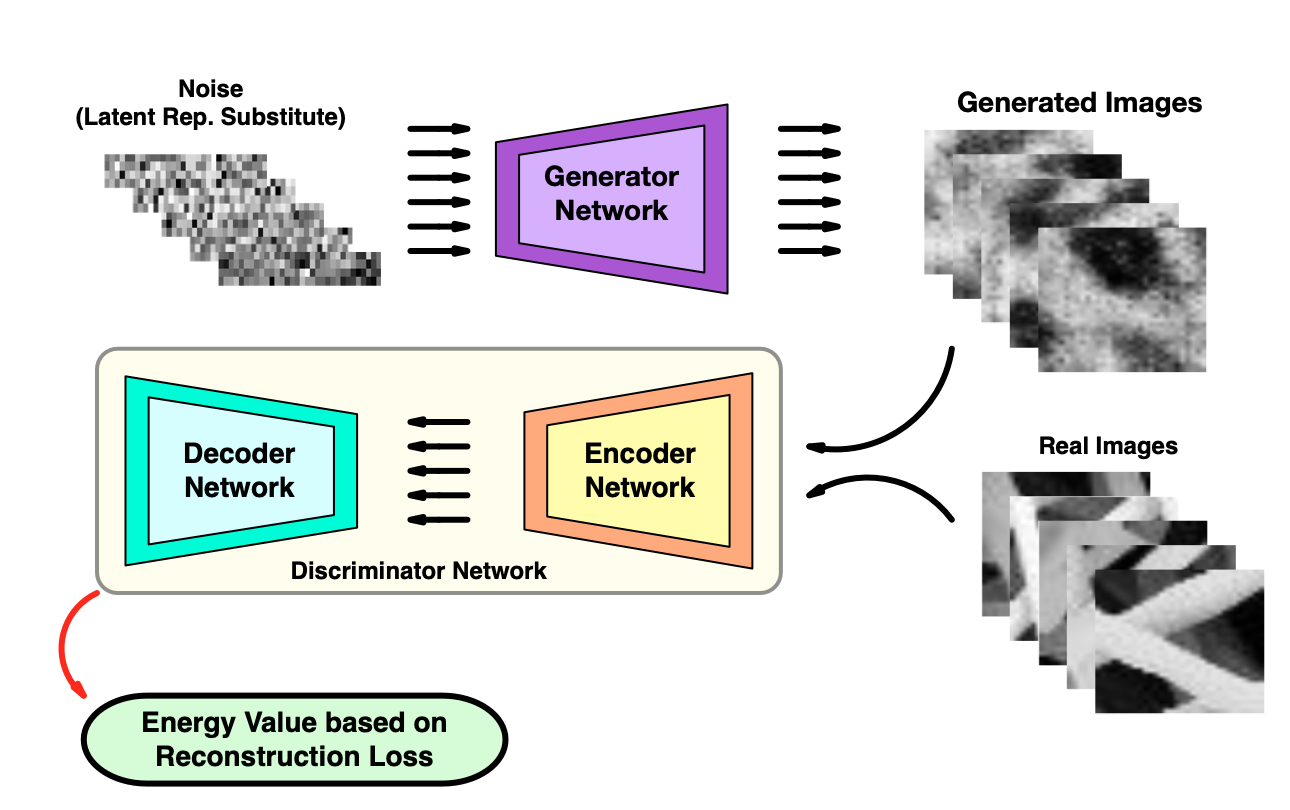 Noise
(Latent Rep. Substitute)
Generator
Network
Generated Images
Decoder
Network
Encoder
Network
Discriminator Network
Real Images
Energy Value based on
Reconstruction Loss